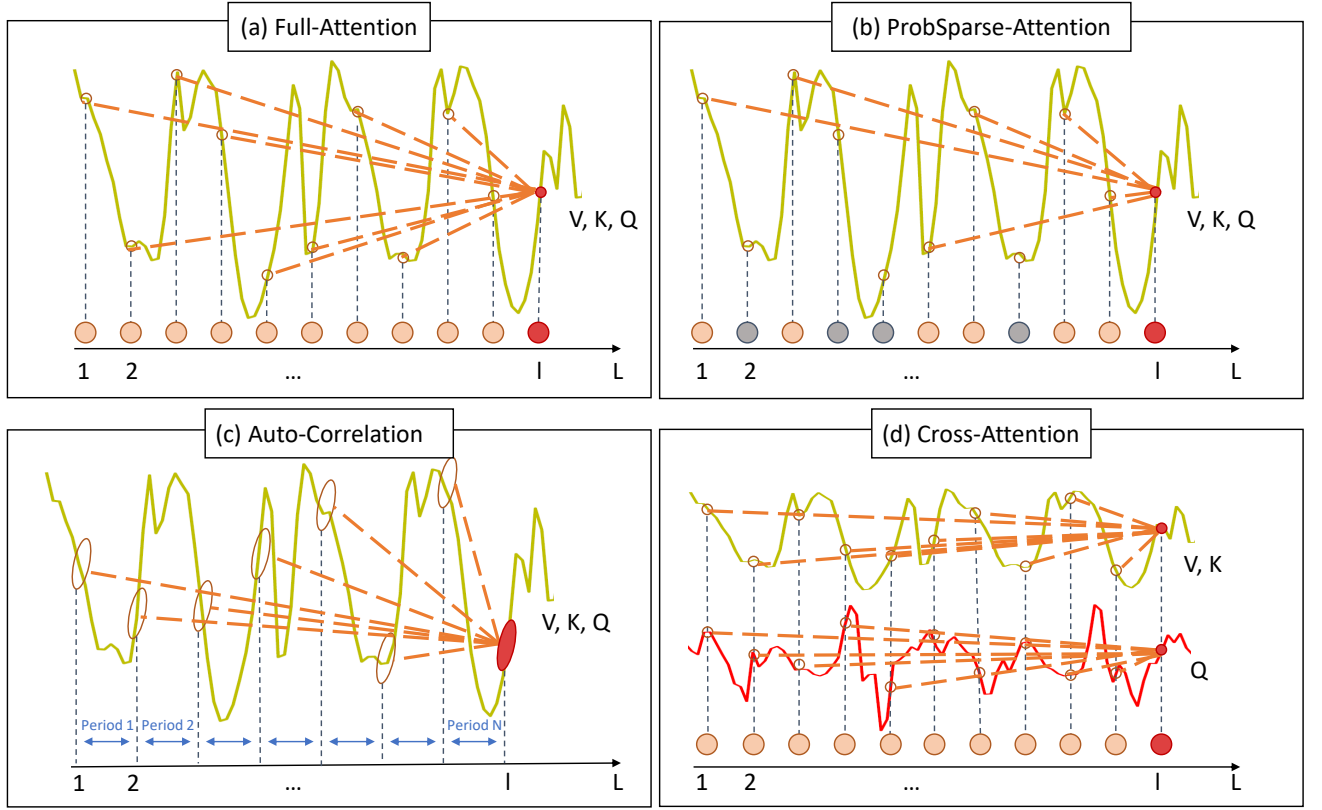 (a) Full-Attention
V, K, Q
1 2 ... l L
(b) ProbSparse-Attention
V, K, Q
1 2 ... l L
(c) Auto-Correlation
V, K, Q
Period 1 Period 2 Period N
1 2 ... l L
(d) Cross-Attention
V, K
Q
1 2 ... l L